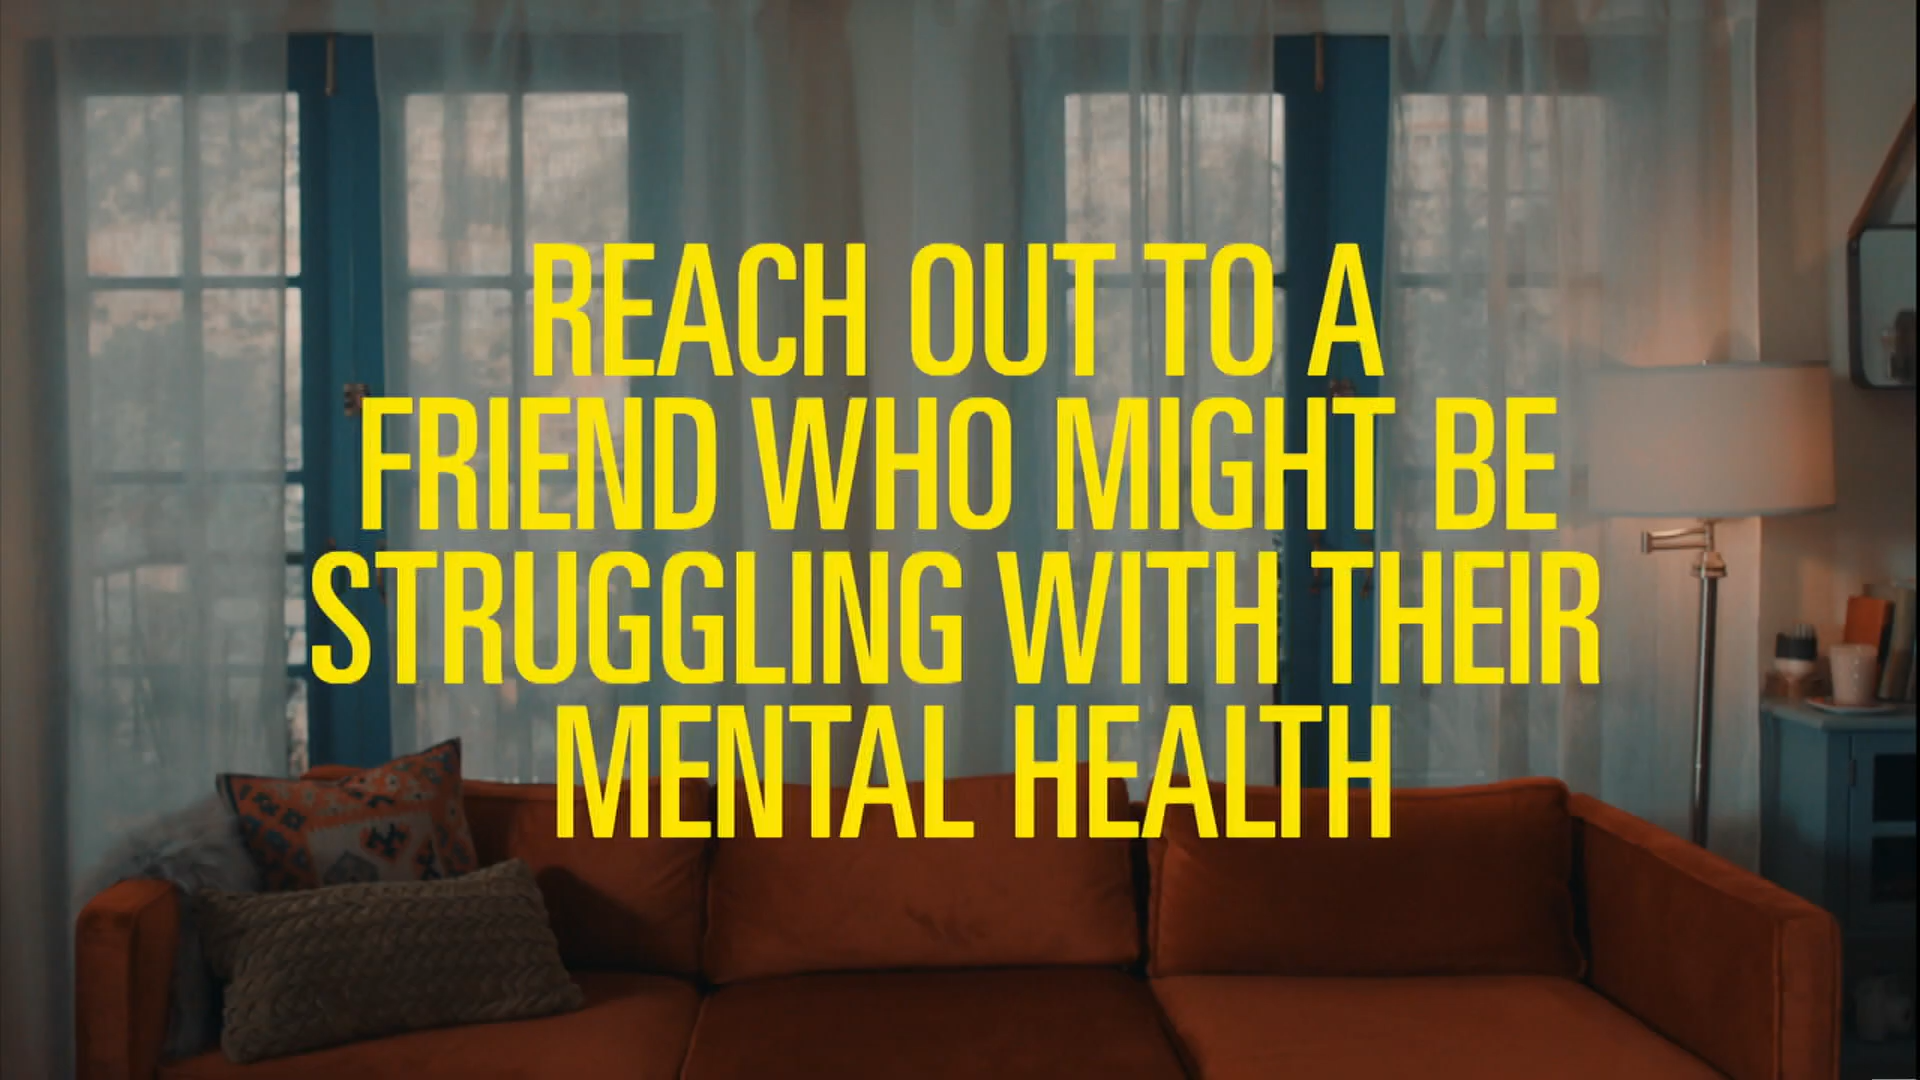 REACH OUT TO A
FRIEND WHO MIGHT BE
STRUGGLING WITH THEIR
MENTAL HEALTH